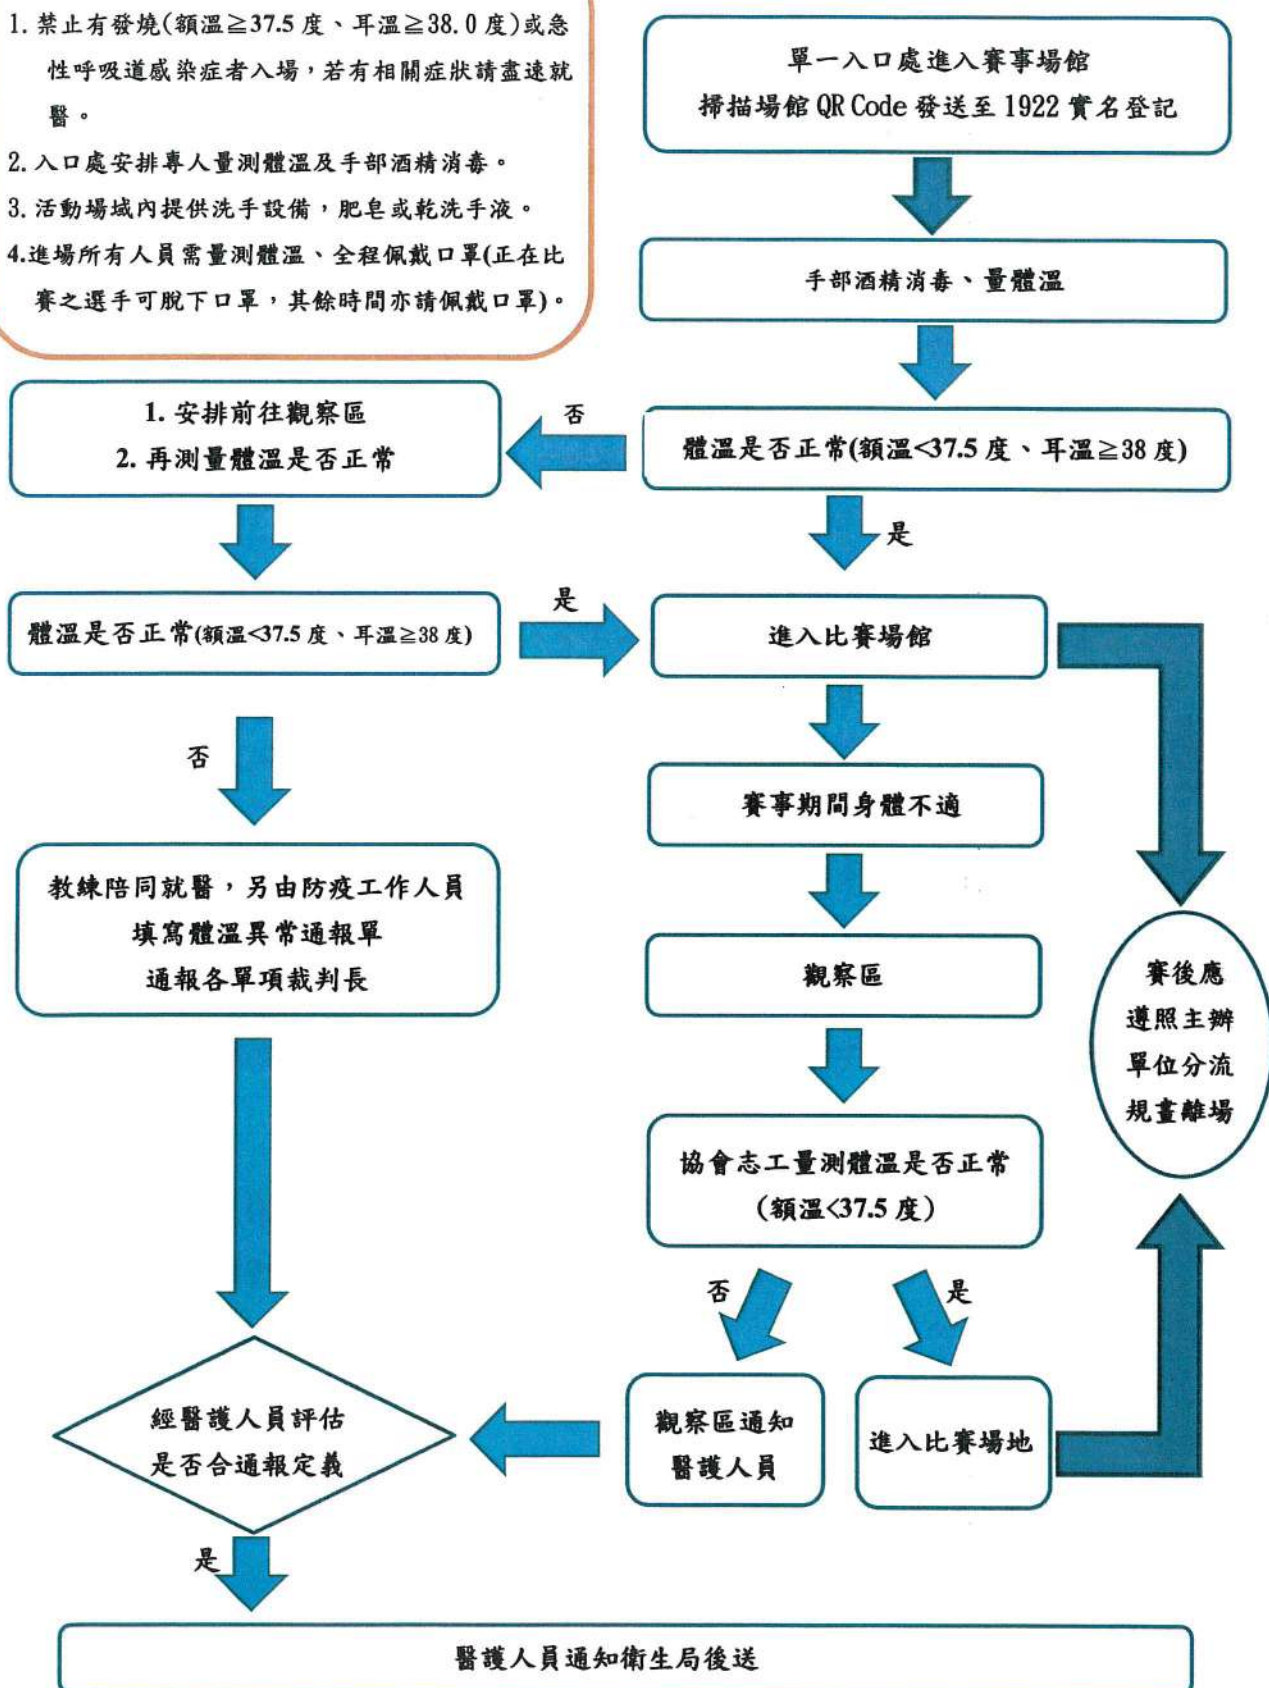 1. 禁止有發燒(額溫≧37.5 度、耳溫≧38.0 度)或急
性呼吸道感染症者入場，若有相關症狀請盡速就
醫。
2. 入口處安排專人量測體溫及手部酒精消毒。
3. 活動場域內提供洗手設備，肥皂或乾洗手液。
4.進場所有人員需量測體溫、全程佩戴口罩(正在比
賽之選手可脫下口罩，其餘時間亦請佩戴口罩)。
單一入口處進入賽事場館
掃描場館 QR Code 發送至 1922 實名登記
手部酒精消毒、量體溫
體溫是否正常(額溫<37.5 度、耳溫≧38 度)
否
是
1. 安排前往觀察區
2. 再測量體溫是否正常
體溫是否正常(額溫<37.5 度、耳溫≧38 度)
是
否
進入比賽場館
賽事期間身體不適
觀察區
協會志工量測體溫是否正常
(額溫<37.5 度)
否
是
觀察區通知
醫護人員
進入比賽場地
賽後應
遵照主辦
單位分流
規畫離場
教練陪同就醫，另由防疫工作人員
填寫體溫異常通報單
通報各單項裁判長
經醫護人員評估
是否合通報定義
是
醫護人員通知衛生局後送